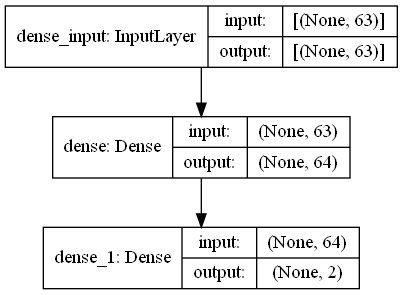 dense_input: InputLayer
input: [(None, 63)]
output: [(None, 63)]
dense: Dense
input: (None, 63)
output: (None, 64)
dense_1: Dense
input: (None, 64)
output: (None, 2)